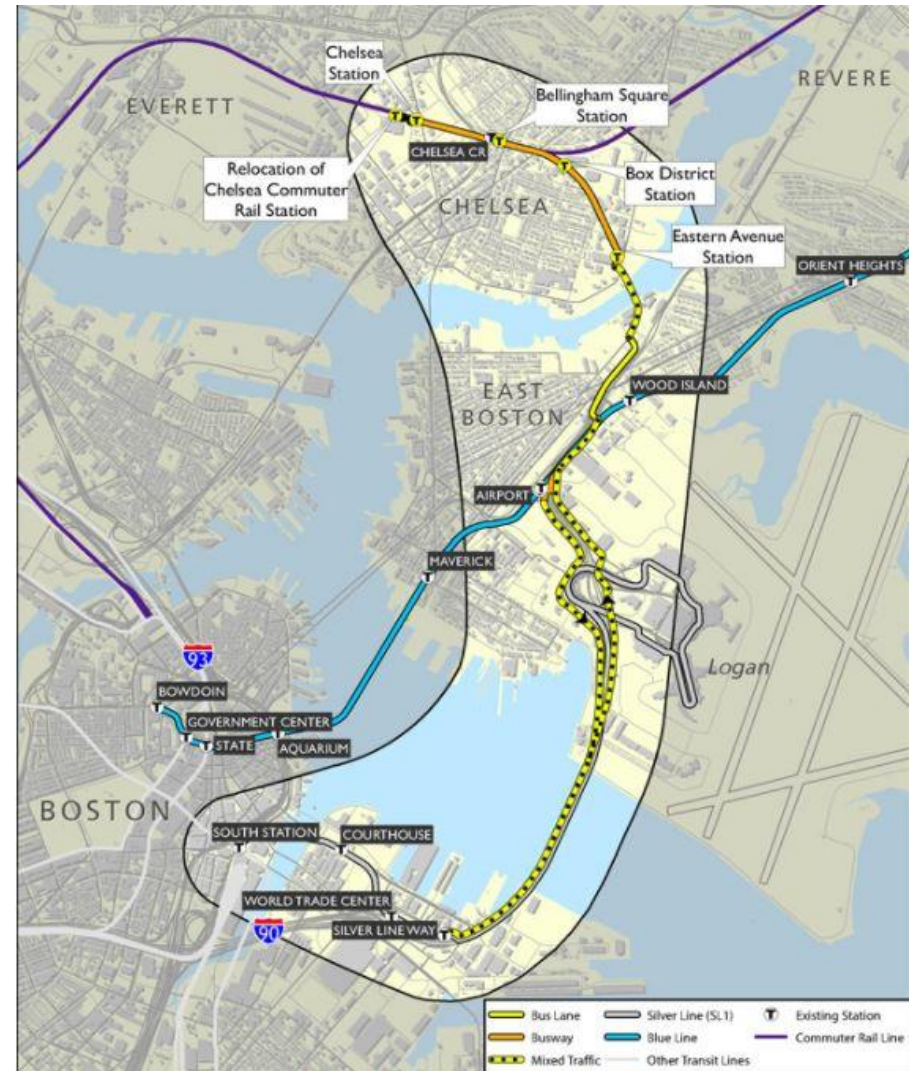 Chelsea
Station
REVERE
EVERETT
Bellingham Square
Station
CHELSEA CR
Relocation of
Chelsea Commuter
Rail Station
Box District
Station
CHELSEA
Eastern Avenue
Station
ORIENT HEIGHTS
EAST
BOSTON
WOOD ISLAND
AIRPORT
MAVERICK
Logan
93
BOWDOIN
GOVERNMENT CENTER
STATE
AQUARIUM
BOSTON
SOUTH STATION
COURTHOUSE
WORLD TRADE CENTER
90
SILVER LINE WAY
Bus Lane
Silver Line (SL1)
T Existing Station
Busway
Blue Line
Commuter Rail Line
Mixed Traffic
Other Transit Lines